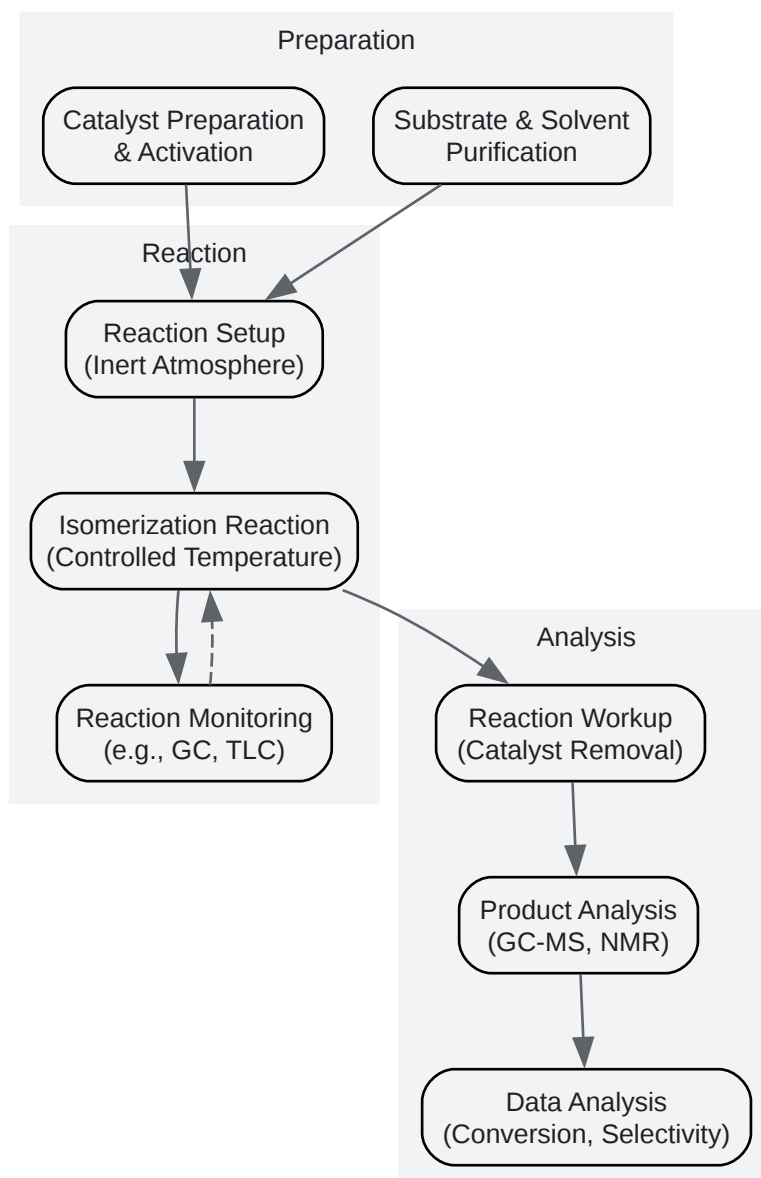 Preparation
Catalyst Preparation
& Activation
Substrate & Solvent
Purification
Reaction
Reaction Setup
(Inert Atmosphere)
Isomerization Reaction
(Controlled Temperature)
Reaction Monitoring
(e.g., GC, TLC)
Analysis
Reaction Workup
(Catalyst Removal)
Product Analysis
(GC-MS, NMR)
Data Analysis
(Conversion, Selectivity)